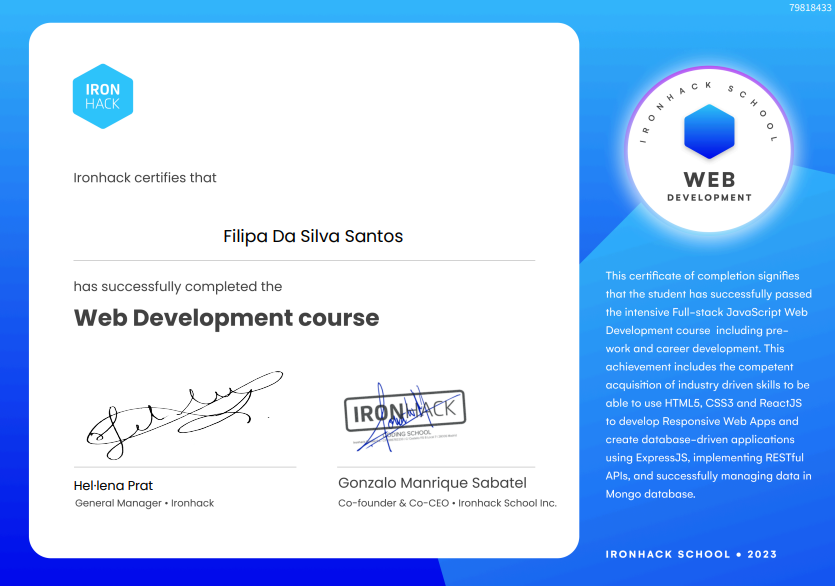 79818433
IRON
HACK
Ironhack certifies that
Filipa Da Silva Santos
has successfully completed the
Web Development course
IRONHACK
CODING SCHOOL
Hel·lena Prat
General Manager • Ironhack
Gonzalo Manrique Sabatel
Co-founder & Co-CEO • Ironhack School Inc.
IRONHACK SCHOOL
WEB
DEVELOPMENT
This certificate of completion signifies
that the student has successfully passed
the intensive Full-stack JavaScript Web
Development course  including pre-
work and career development. This
achievement includes the competent
acquisition of industry driven skills to be
able to use HTML5, CSS3 and ReactJS
to develop Responsive Web Apps and
create database-driven applications
using ExpressJS, implementing RESTful
APIs, and successfully managing data in
Mongo database.
IRONHACK SCHOOL • 2023